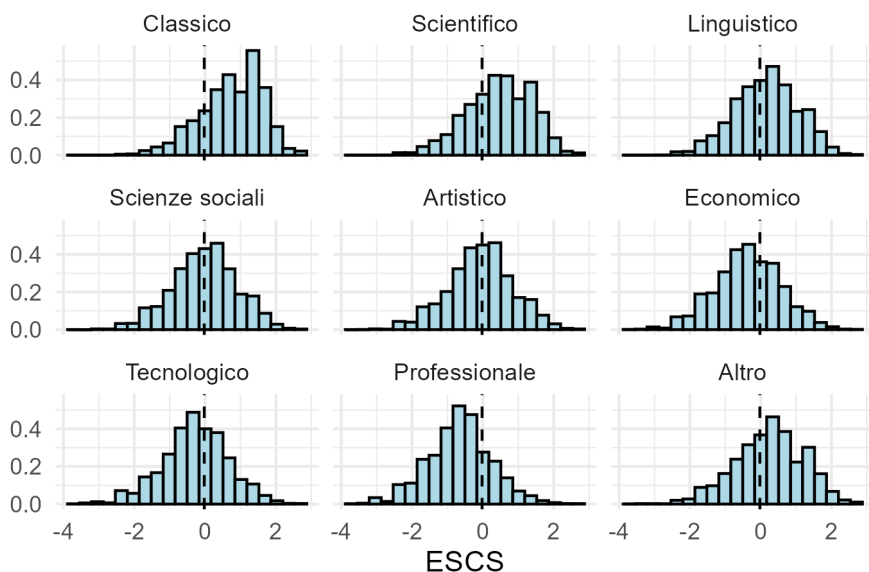 Classico Scientifico Linguistico
0.4
0.2
0.0
Scienze sociali Artistico Economico
0.4
0.2
0.0
Tecnologico Professionale Altro
0.4
0.2
0.0
-4 -2 0 2 -4 -2 0 2 -4 -2 0 2
ESCS